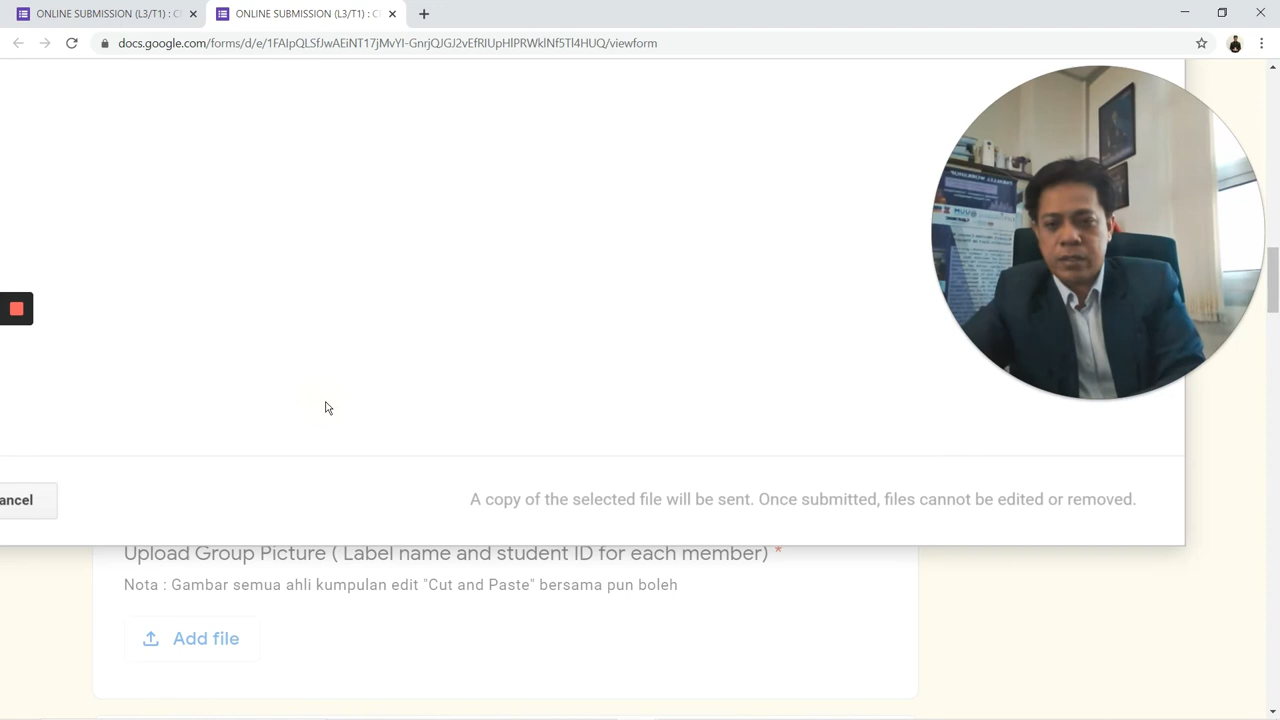 ONLINE SUBMISSION (L3/T1) : C
ONLINE SUBMISSION (L3/T1) : C
docs.google.com/forms/d/e/1FAIpQLSfJwAEiNT17jMvYI-GnrjQJGJ2vEfRIUpHlPRWklNf5Tl4HUQ/viewform
ancel
A copy of the selected file will be sent. Once submitted, files cannot be edited or removed.
Upload Group Picture ( Label name and student ID for each member) *
Nota : Gambar semua ahli kumpulan edit "Cut and Paste" bersama pun boleh
Add file